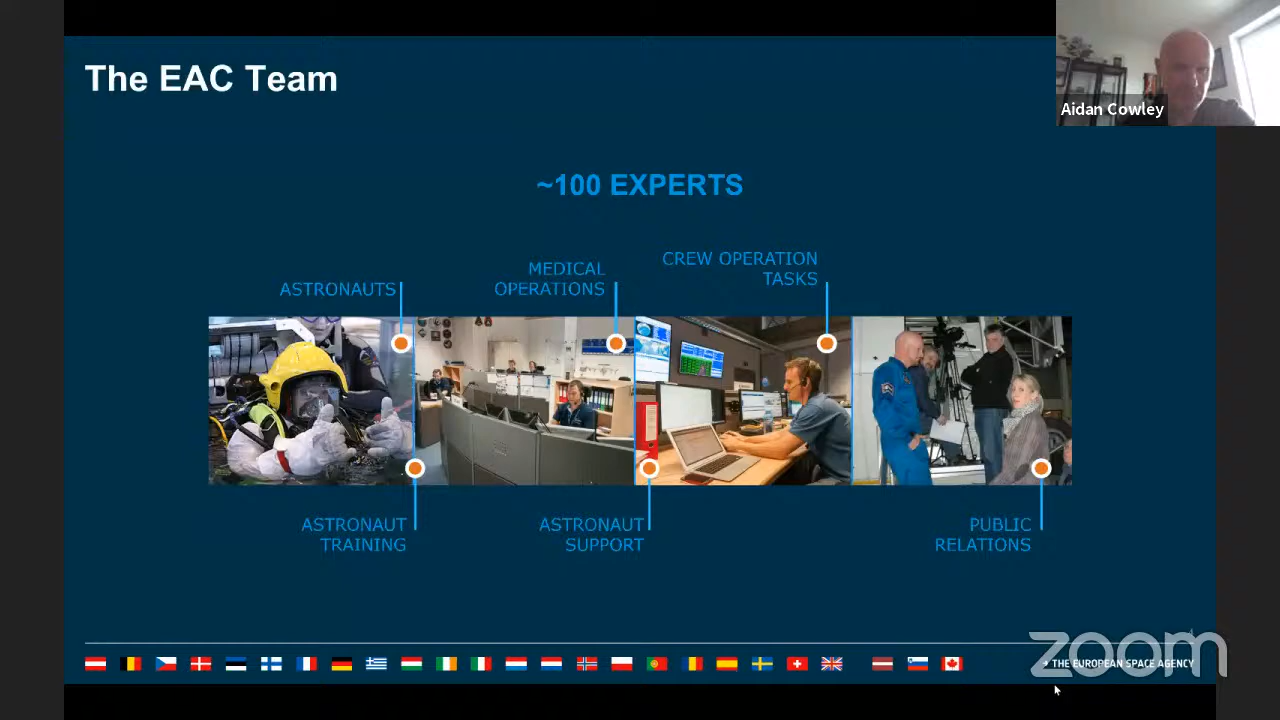 The EAC Team
Aidan Cowley
~100 EXPERTS
ASTRONAUTS
MEDICAL
OPERATIONS
CREW OPERATION
TASKS
ASTRONAUT
TRAINING
ASTRONAUT
SUPPORT
PUBLIC
RELATIONS
zoom
→ THE EUROPEAN SPACE AGENCY